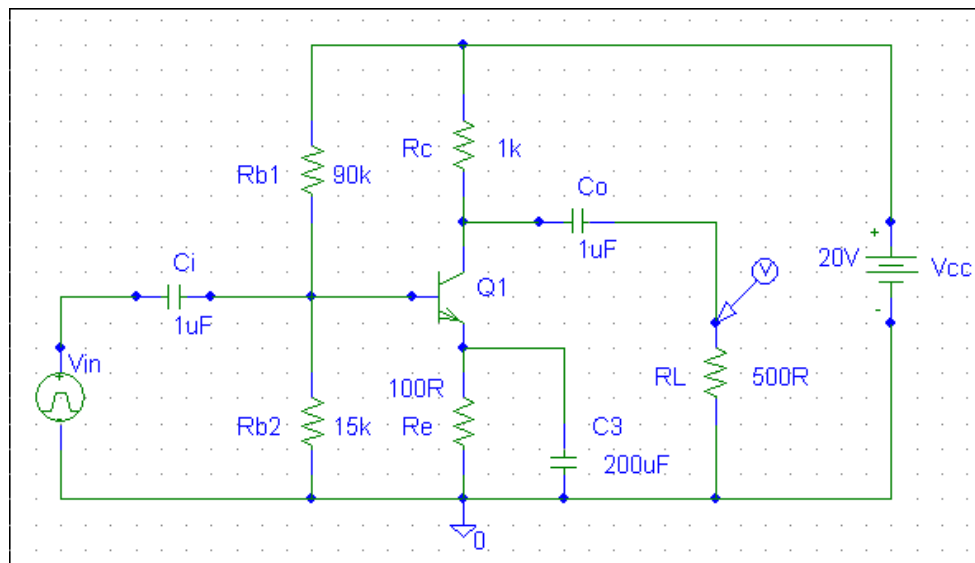 Rc 1k
Rb1 90k
Co
1uF
Ci
1uF
Q1
20V + Vcc -
V
Vin +
100R
Re
RL 500R
Rb2 15k
C3
200uF
0